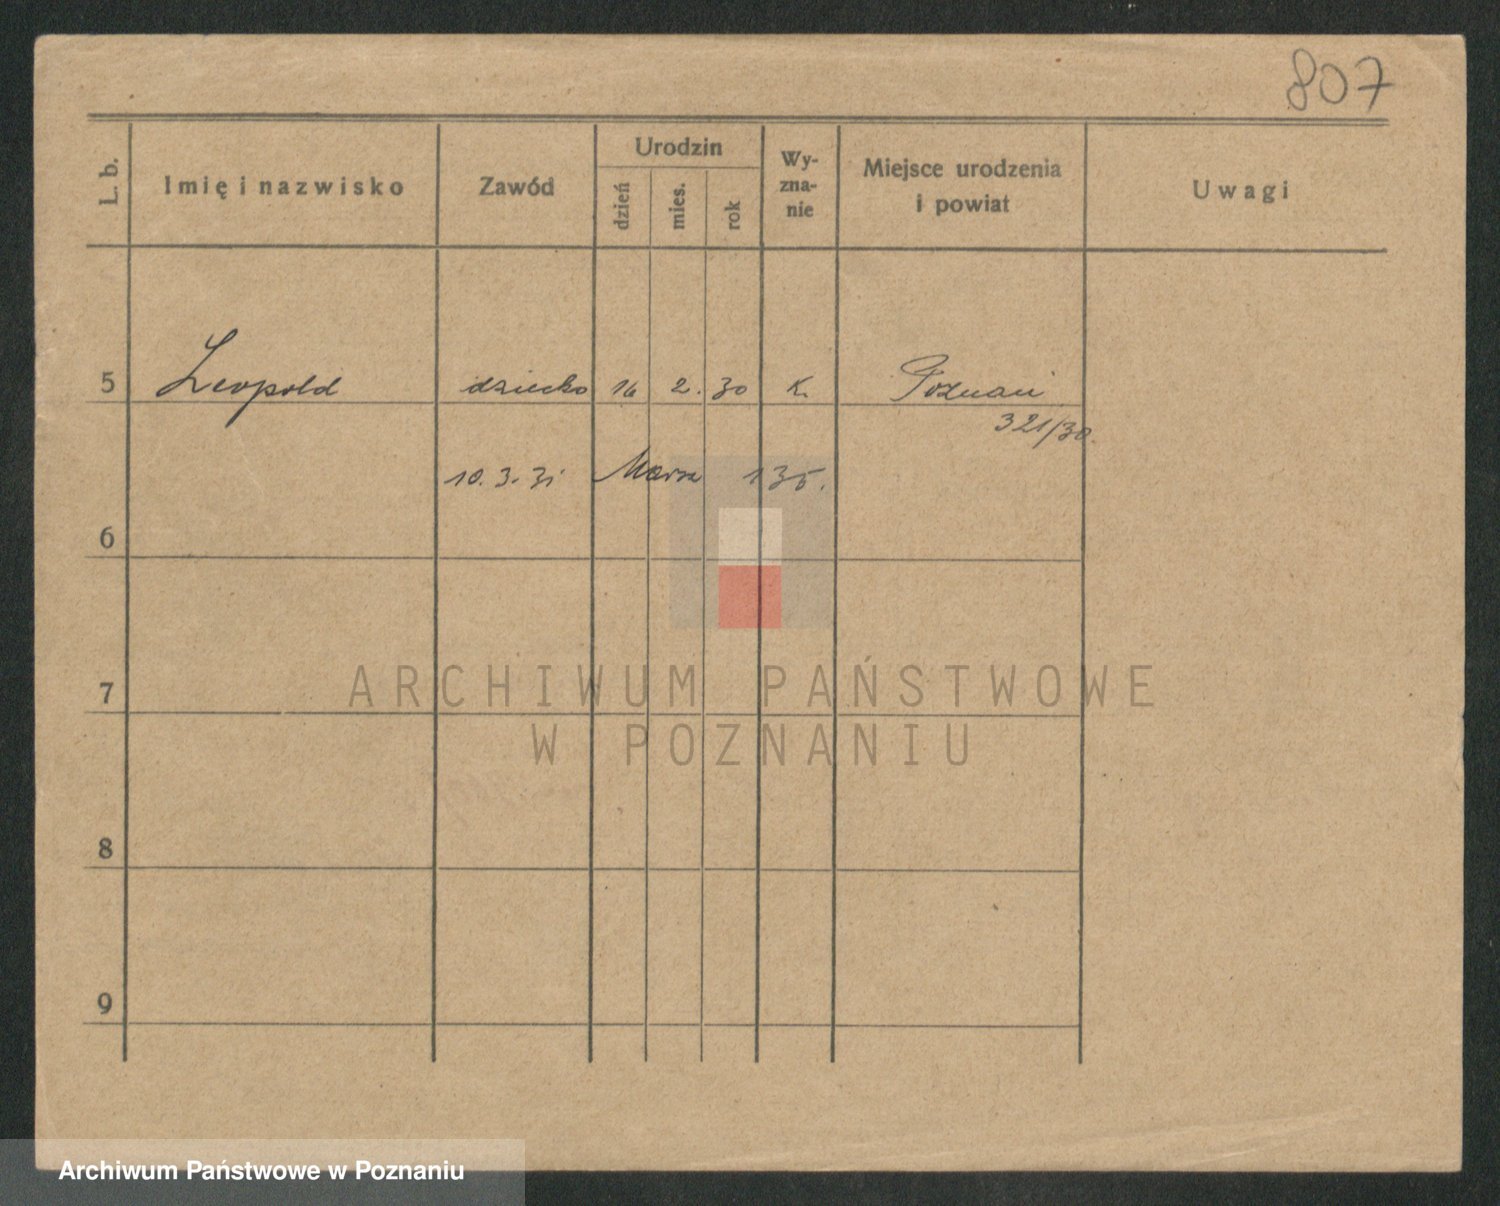 807
L. b.
Imię i nazwisko
Zawód
Urodzin
dzień
mies.
rok
Wy-
zna-
nie
Miejsce urodzenia
i powiat
Uwagi
5 Leopold dziecko 16 2. 30 K. Poznań
321/30.
10. 3. 31 Marsz 135.
6
7
ARCHIWUM PAŃSTWOWE
W POZNANIU
8
9
Archiwum Państwowe w Poznaniu